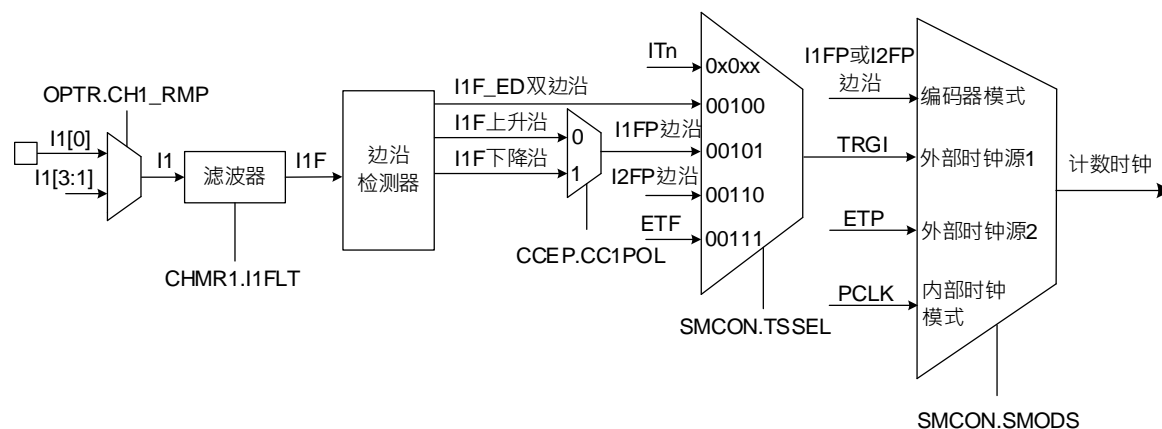 OPTR.CH1_RMP
I1[0]
I1[3:1]
I1
滤波器
CHMR1.I1FLT
I1F
边沿
检测器
I1F_ED双边沿
I1F上升沿
I1F下降沿
0
1
CCEP.CC1POL
ITn
I1FP边沿
I2FP边沿
ETF
0x0xx
00100
00101
00110
00111
SMCON.TSSEL
I1FP或I2FP
边沿
TRGI
ETP
PCLK
编码器模式
外部时钟源1
外部时钟源2
内部时钟
模式
SMCON.SMODS
计数时钟